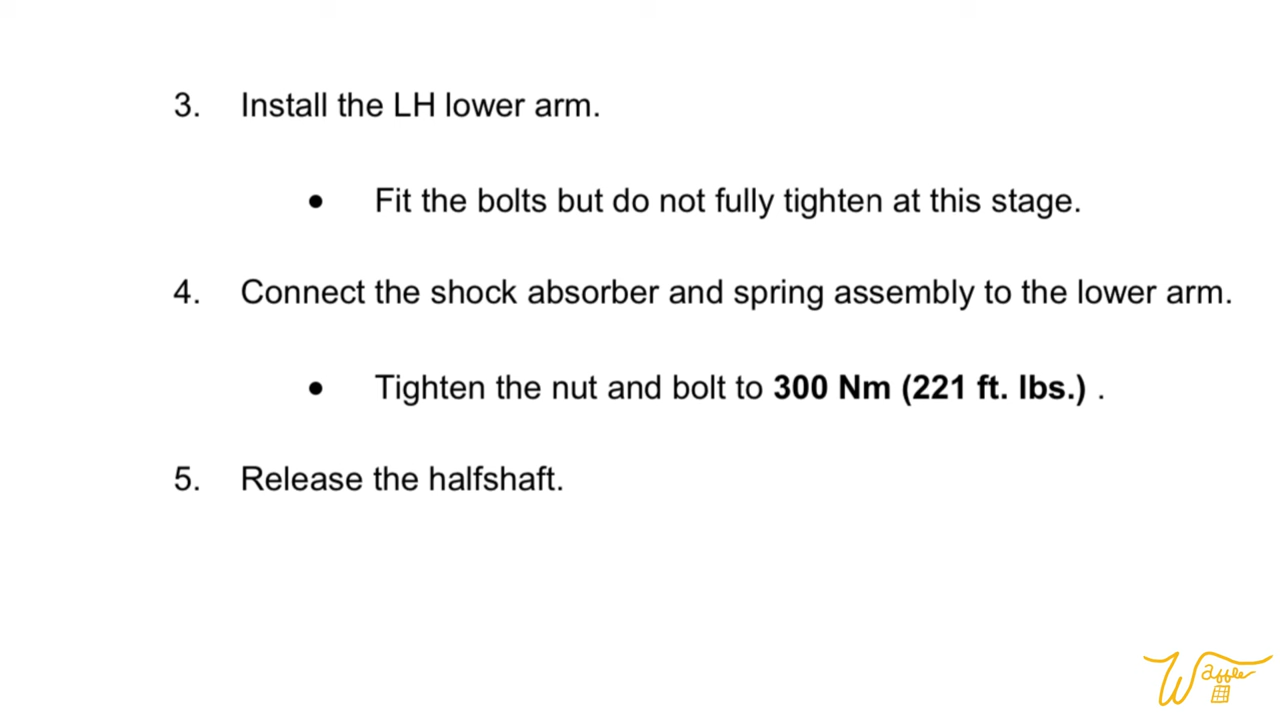 3. Install the LH lower arm.
• Fit the bolts but do not fully tighten at this stage.
4. Connect the shock absorber and spring assembly to the lower arm.
• Tighten the nut and bolt to 300 Nm (221 ft. lbs.) .
5. Release the halfshaft.
Waffle